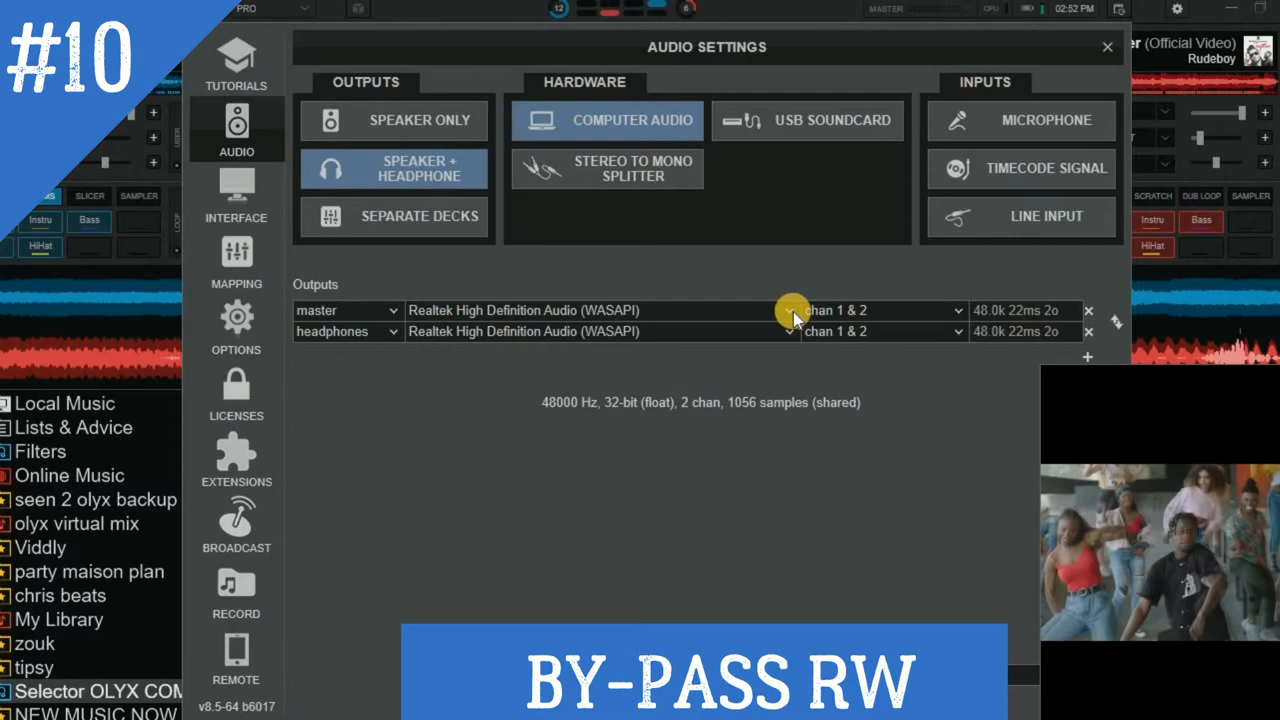 #10
PRO
12
6
MASTER
CPU
02:52 PM
AUDIO SETTINGS
er (Official Video)
Rudeboy
TUTORIALS
AUDIO
INTERFACE
MAPPING
OPTIONS
LICENSES
EXTENSIONS
BROADCAST
RECORD
REMOTE
v8.5-64 b6017
OUTPUTS
SPEAKER ONLY
SPEAKER +
HEADPHONE
SEPARATE DECKS
HARDWARE
COMPUTER AUDIO
USB SOUNDCARD
STEREO TO MONO
SPLITTER
INPUTS
MICROPHONE
TIMECODE SIGNAL
LINE INPUT
Outputs
master Realtek High Definition Audio (WASAPI) chan 1 & 2 48.0k 22ms 2o
headphones Realtek High Definition Audio (WASAPI) chan 1 & 2 48.0k 22ms 2o
48000 Hz, 32-bit (float), 2 chan, 1056 samples (shared)
SLICER SAMPLER
Instru Bass
HiHat
LOOP
SCRATCH DUB LOOP SAMPLER
Instru Bass
HiHat
Local Music
Lists & Advice
Filters
Online Music
seen 2 olyx backup
olyx virtual mix
Viddly
party maison plan
chris beats
My Library
zouk
tipsy
Selector OLYX COM
NEW MUSIC NOW
BY-PASS RW